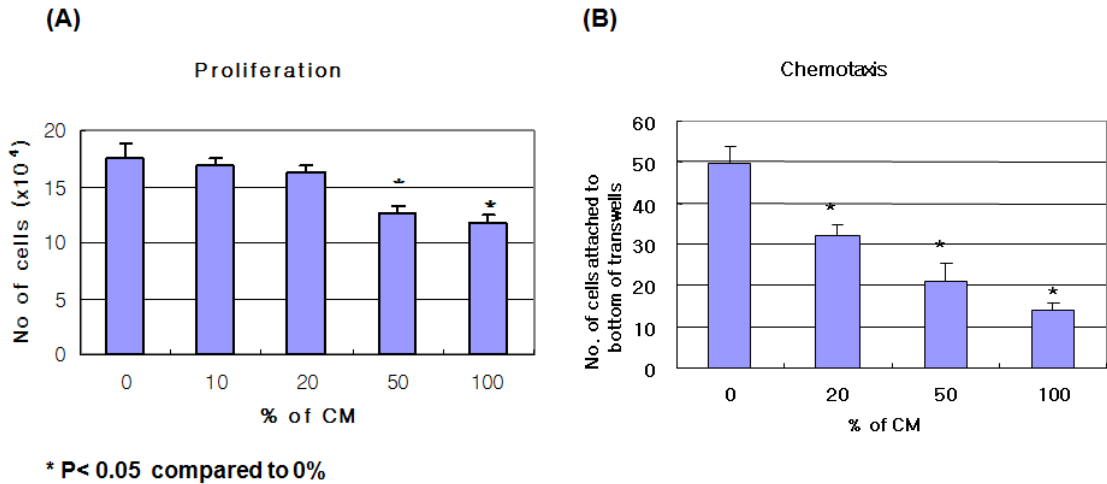 (A)
Proliferation
No of cells (x10⁴)
20
15
10
5
0
* *
0 10 20 50 100
% of CM
* P< 0.05 compared to 0%
(B)
Chemotaxis
No. of cells attached to
bottom of transwells
60
50
40
30
20
10
0
* * *
0 20 50 100
% of CM